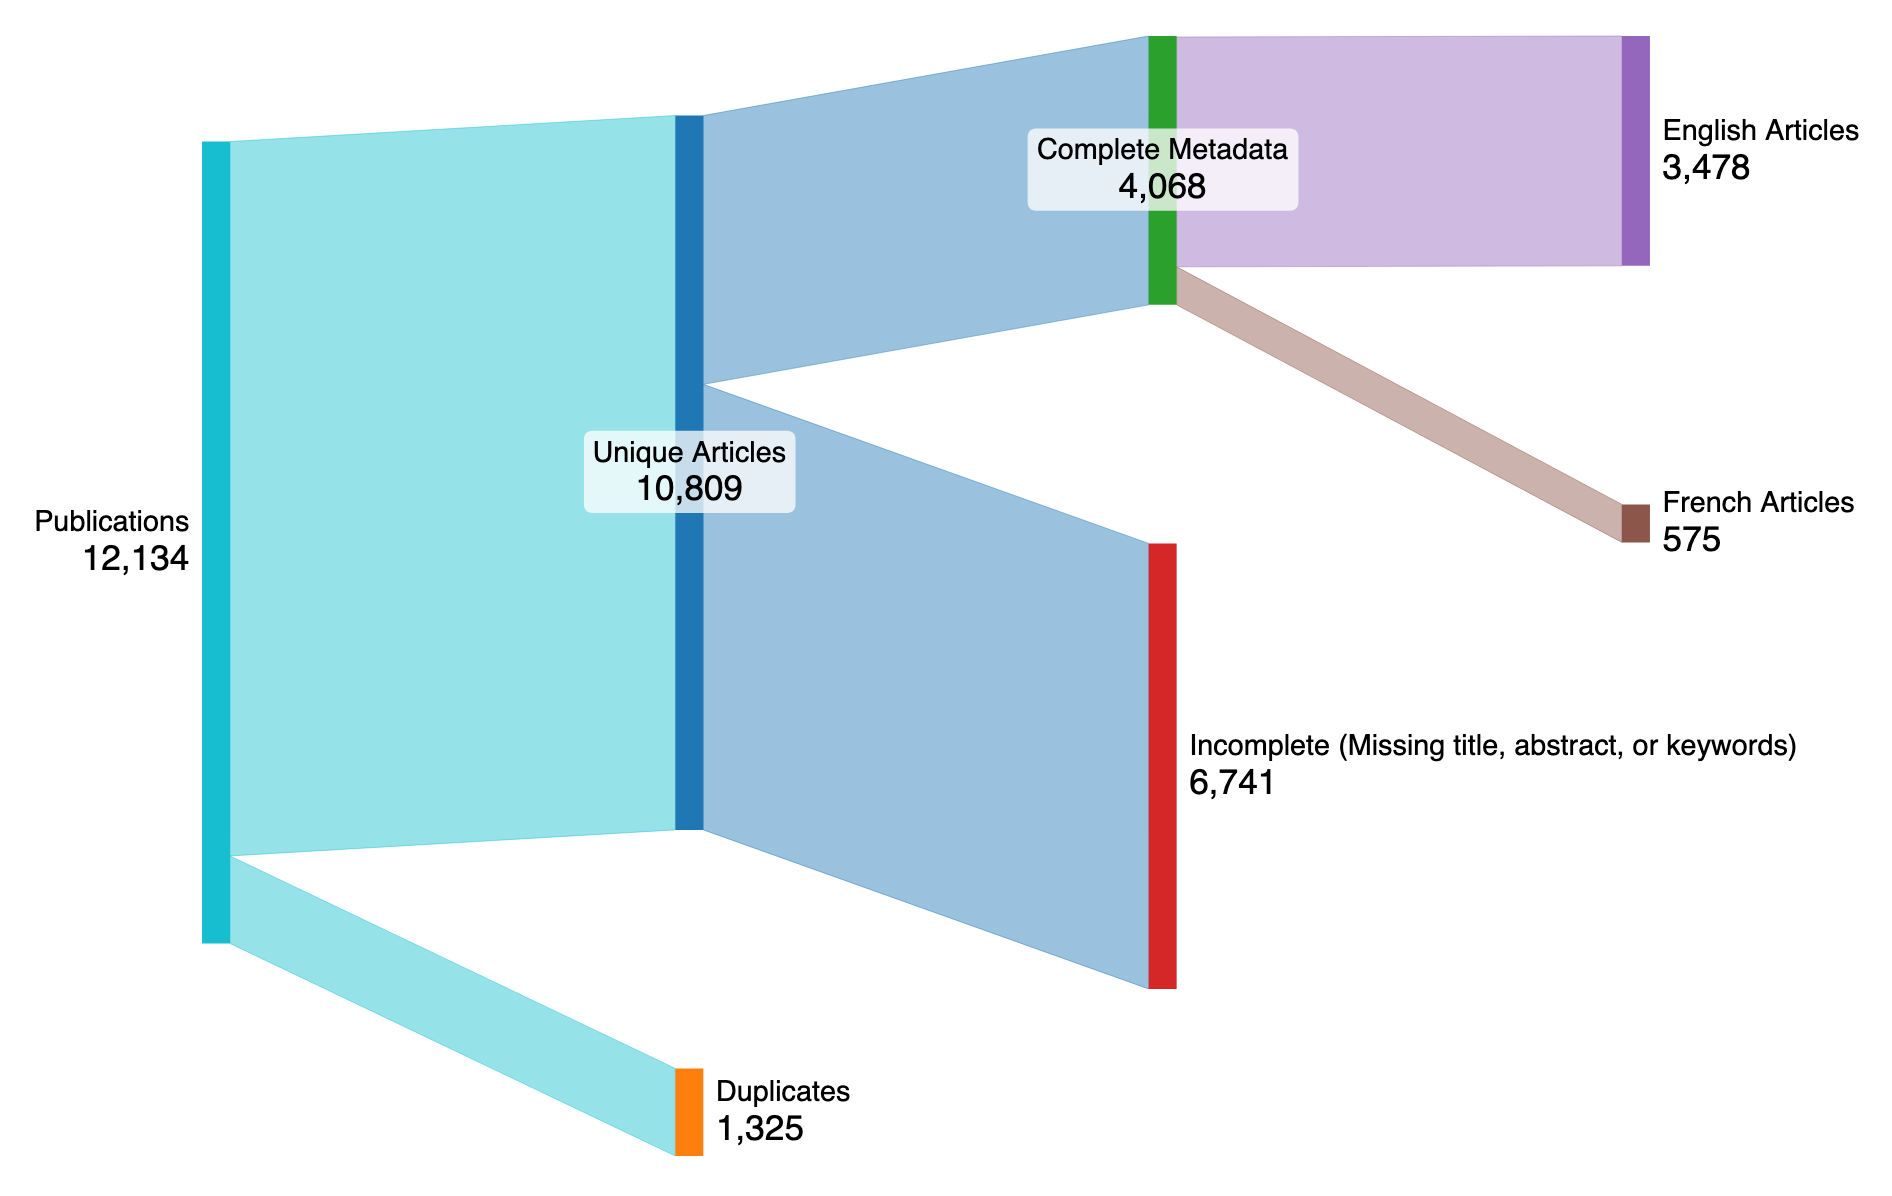 Publications
12,134
Unique Articles
10,809
Duplicates
1,325
Complete Metadata
4,068
Incomplete (Missing title, abstract, or keywords)
6,741
English Articles
3,478
French Articles
575